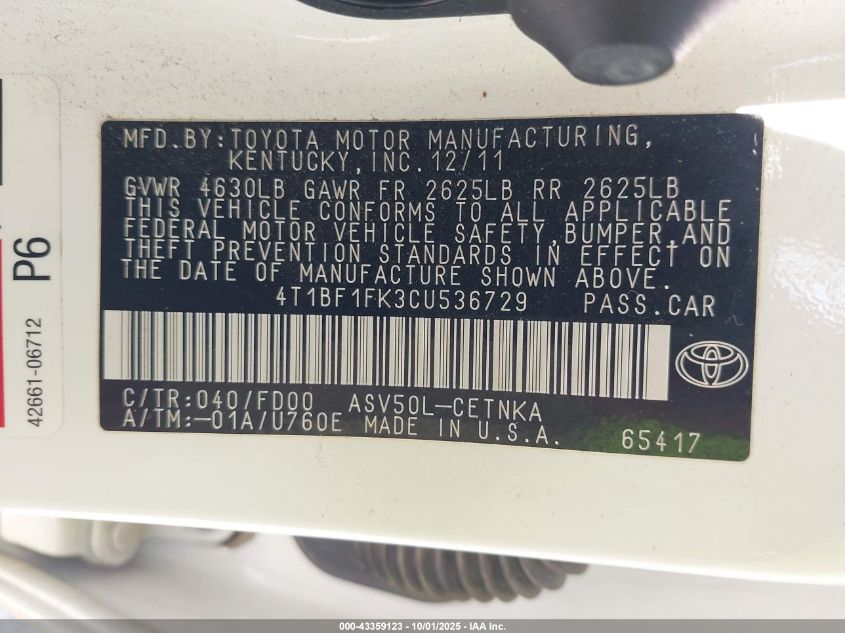 MFD.BY:TOYOTA MOTOR MANUFACTURING,
KENTUCKY,INC.12/11
GVWR 4630LB GAWR FR 2625LB RR 2625LB
THIS VEHICLE CONFORMS TO ALL APPLICABLE
FEDERAL MOTOR VEHICLE SAFETY,BUMPER,AND
THEFT PREVENTION STANDARDS IN EFFECT ON
THE DATE OF MANUFACTURE SHOWN ABOVE.
4T1BF1FK3CU536729 PASS.CAR
C/TR:040/FD00 ASV50L-CETNKA
A/TM:-01A/U760E MADE IN U.S.A.
65417
P6
42661-06712
000-43359123 - 10/01/2025 - IAA Inc.